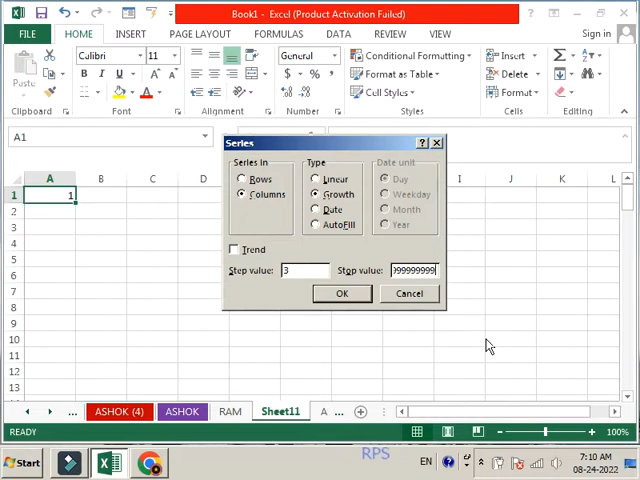 Book1 - Excel (Product Activation Failed)
FILE HOME INSERT PAGE LAYOUT FORMULAS DATA REVIEW VIEW Sign in
Calibri 11 General Conditional Formatting Insert
Paste B I U $ % , Format as Table Delete
A Cell Styles Format
Clipboard Font Alignment Styles Cells Editing
A1
Series
A B C D I J K L
1 1
2
3
4
5
6
7
8
9
10
11
12
13
Series in Type Date unit
Rows Linear Day
Columns Growth Weekday
Date Month
AutoFill Year
Trend
Step value: 3 Stop value: 999999999
OK Cancel
... ASHOK (4) ASHOK RAM Sheet11 A ...
READY 100%
Start RPS EN 7:10 AM
08-24-2022